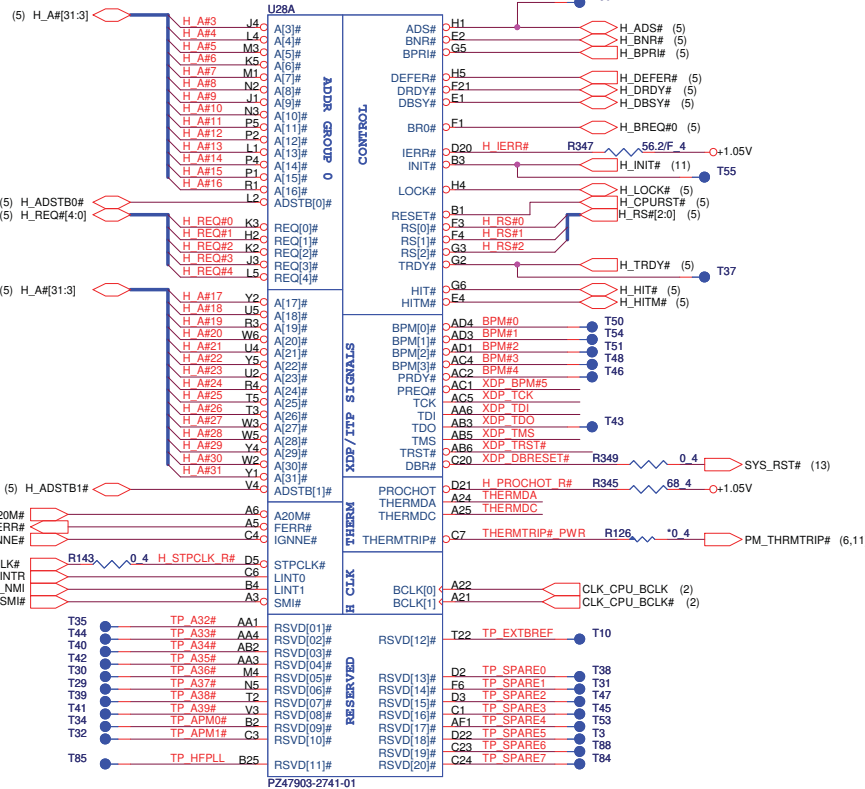 U28A
(5) H_A#[31:3]
H_A#3 J4 A[3]#
H_A#4 L4 A[4]#
H_A#5 M3 A[5]#
H_A#6 K5 A[6]#
H_A#7 M1 A[7]#
H_A#8 N2 A[8]#
H_A#9 J1 A[9]#
H_A#10 N3 A[10]#
H_A#11 P5 A[11]#
H_A#12 P2 A[12]#
H_A#13 L1 A[13]#
H_A#14 P4 A[14]#
H_A#15 P1 A[15]#
H_A#16 R1 A[16]#
(5) H_ADSTB0# L2 ADSTB[0]#
(5) H_REQ#[4:0]
H_REQ#0 K3 REQ[0]#
H_REQ#1 H2 REQ[1]#
H_REQ#2 K2 REQ[2]#
H_REQ#3 J3 REQ[3]#
H_REQ#4 L5 REQ[4]#
ADDR GROUP 0
(5) H_A#[31:3]
H_A#17 Y2 A[17]#
H_A#18 U5 A[18]#
H_A#19 R3 A[19]#
H_A#20 W6 A[20]#
H_A#21 U4 A[21]#
H_A#22 Y5 A[22]#
H_A#23 U2 A[23]#
H_A#24 R4 A[24]#
H_A#25 T5 A[25]#
H_A#26 T3 A[26]#
H_A#27 W3 A[27]#
H_A#28 W5 A[28]#
H_A#29 Y4 A[29]#
H_A#30 W2 A[30]#
H_A#31 Y1 A[31]#
(5) H_ADSTB1# V4 ADSTB[1]#
20M# A6 A20M#
ERR# A5 FERR#
NNE# C4 IGNNE#
LK# R143 0_4 H_STPCLK_R# D5 STPCLK#
INTR C6 LINT0
_NMI B4 LINT1
SMI# A3 SMI#
T35 TP_A32# AA1 RSVD[01]#
T44 TP_A33# AA4 RSVD[02]#
T40 TP_A34# AB2 RSVD[03]#
T42 TP_A35# AA3 RSVD[04]#
T30 TP_A36# M4 RSVD[05]#
T29 TP_A37# N5 RSVD[06]#
T39 TP_A38# T2 RSVD[07]#
T41 TP_A39# V3 RSVD[08]#
T34 TP_APM0# B2 RSVD[09]#
T32 TP_APM1# C3 RSVD[10]#
T85 TP_HFPLL B25 RSVD[11]#
CONTROL
ADS# H1 H_ADS# (5)
BNR# E2 H_BNR# (5)
BPRI# G5 H_BPRI# (5)
DEFER# H5 H_DEFER# (5)
DRDY# F21 H_DRDY# (5)
DBSY# E1 H_DBSY# (5)
BR0# F1 H_BREQ#0 (5)
IERR# D20 H_IERR# R347 56.2/F_4 +1.05V
INIT# B3 H_INIT# (11)
T55
LOCK# H4 H_LOCK# (5)
RESET# B1 H_CPURST# (5)
RS[0]# F3 H_RS#0 H_RS#[2:0] (5)
RS[1]# F4 H_RS#1
RS[2]# G3 H_RS#2
TRDY# G2 H_TRDY# (5)
T37
HIT# G6 H_HIT# (5)
HITM# E4 H_HITM# (5)
XDP/ITP SIGNALS
BPM[0]# AD4 BPM#0 T50
BPM[1]# AD3 BPM#1 T54
BPM[2]# AD1 BPM#2 T51
BPM[3]# AC4 BPM#3 T48
PRDY# AC2 BPM#4 T46
PREQ# AC1 XDP_BPM#5
TCK AC5 XDP_TCK
TDI AA6 XDP_TDI
TDO AB3 XDP_TDO T43
TMS AB5 XDP_TMS
TRST# AB6 XDP_TRST#
DBR# C20 XDP_DBRESET# R349 0_4 SYS_RST# (13)
THERM
PROCHOT D21 H_PROCHOT_R# R345 68_4 +1.05V
THERMDA A24 THERMDA
THERMDC A25 THERMDC
THERMTRIP# C7 THERMTRIP#_PWR R126 *0_4 PM_THRMTRIP# (6,11
H CLK
BCLK[0] A22 CLK_CPU_BCLK (2)
BCLK[1] A21 CLK_CPU_BCLK# (2)
RESERVED
RSVD[12]# T22 TP_EXTBREF T10
RSVD[13]# D2 TP_SPARE0 T38
RSVD[14]# F6 TP_SPARE1 T31
RSVD[15]# D3 TP_SPARE2 T47
RSVD[16]# C1 TP_SPARE3 T45
RSVD[17]# AF1 TP_SPARE4 T53
RSVD[18]# D22 TP_SPARE5 T3
RSVD[19]# C23 TP_SPARE6 T88
RSVD[20]# C24 TP_SPARE7 T84
PZ47903-2741-01